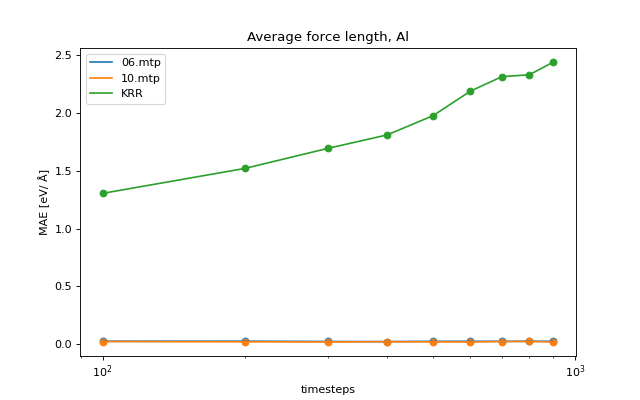 Average force length, Al
06.mtp
10.mtp
KRR
MAE [eV/ Å]
2.5
2.0
1.5
1.0
0.5
0.0
10²
10³
timesteps